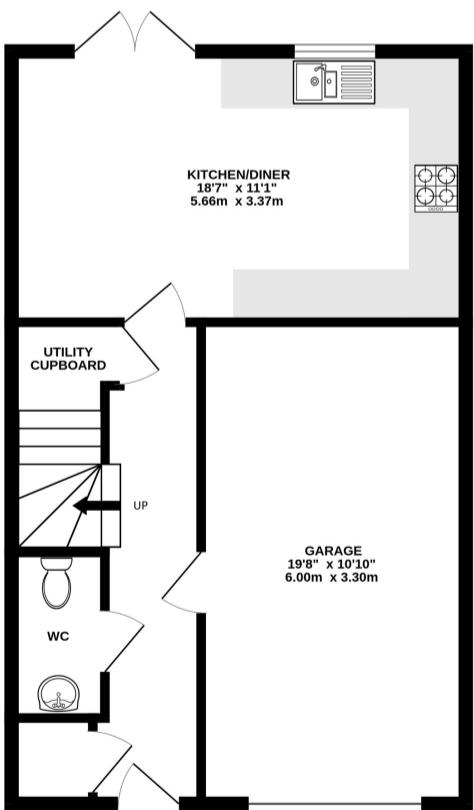 KITCHEN/DINER
18'7" x 11'1"
5.66m x 3.37m
UTILITY
CUPBOARD
UP
GARAGE
19'8" x 10'10"
6.00m x 3.30m
WC